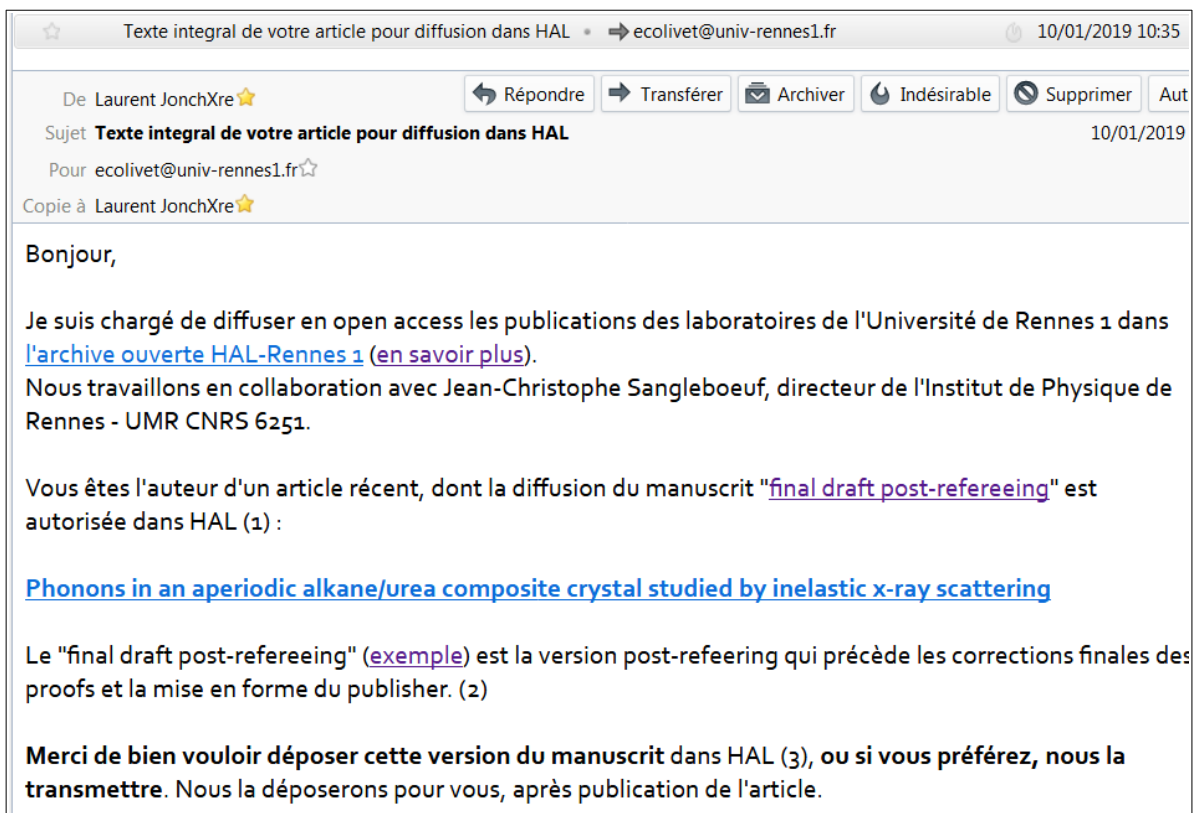 Texte integral de votre article pour diffusion dans HAL • ➔ ecolivet@univ-rennes1.fr 10/01/2019 10:35
De Laurent JonchXre Répondre Transférer Archiver Indésirable Supprimer Aut
Sujet Texte integral de votre article pour diffusion dans HAL 10/01/2019
Pour ecolivet@univ-rennes1.fr
Copie à Laurent JonchXre
Bonjour,
Je suis chargé de diffuser en open access les publications des laboratoires de l'Université de Rennes 1 dans
l'archive ouverte HAL-Rennes 1 (en savoir plus).
Nous travaillons en collaboration avec Jean-Christophe Sangleboeuf, directeur de l'Institut de Physique de
Rennes - UMR CNRS 6251.
Vous êtes l'auteur d'un article récent, dont la diffusion du manuscrit "final draft post-refereeing" est
autorisée dans HAL (1) :
Phonons in an aperiodic alkane/urea composite crystal studied by inelastic x-ray scattering
Le "final draft post-refereeing" (exemple) est la version post-refeering qui précède les corrections finales des
proofs et la mise en forme du publisher. (2)
Merci de bien vouloir déposer cette version du manuscrit dans HAL (3), ou si vous préférez, nous la
transmettre. Nous la déposerons pour vous, après publication de l'article.